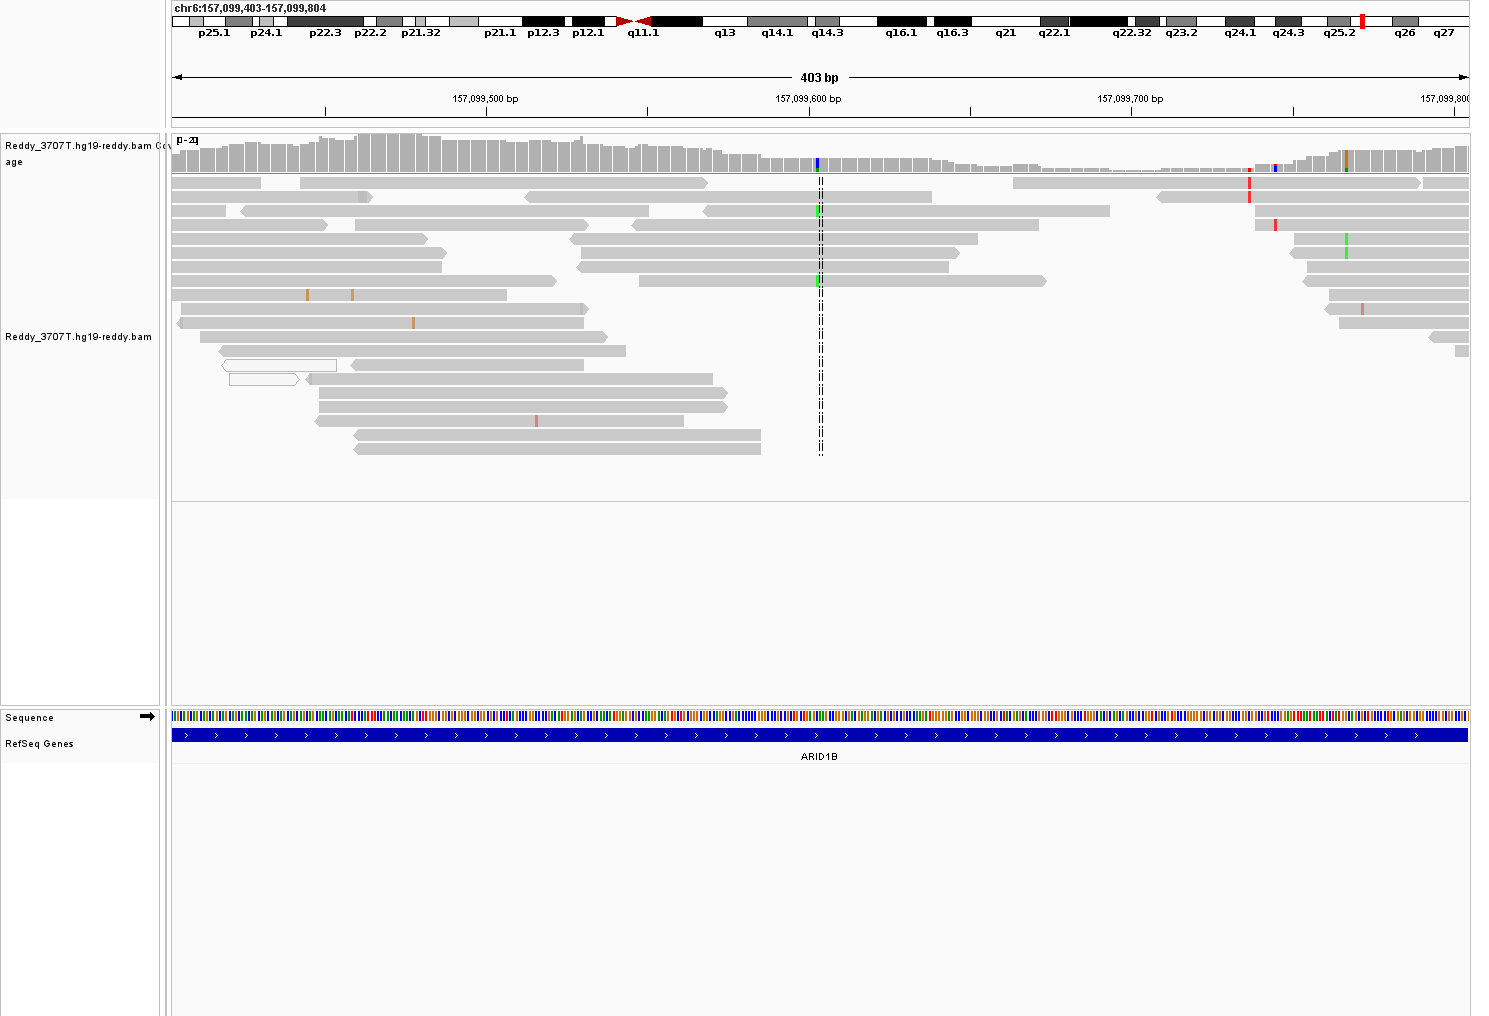 chr6:157,099,403-157,099,804
p25.1 p24.1 p22.3 p22.2 p21.32 p21.1 p12.3 p12.1 q11.1 q13 q14.1 q14.3 q16.1 q16.3 q21 q22.1 q22.32 q23.2 q24.1 q24.3 q25.2 q26 q27
403 bp
157,099,500 bp 157,099,600 bp 157,099,700 bp 157,099,800
Reddy_3707T.hg19-reddy.bam Cov
age
[0 - 20]
Reddy_3707T.hg19-reddy.bam
Sequence
RefSeq Genes
ARID1B